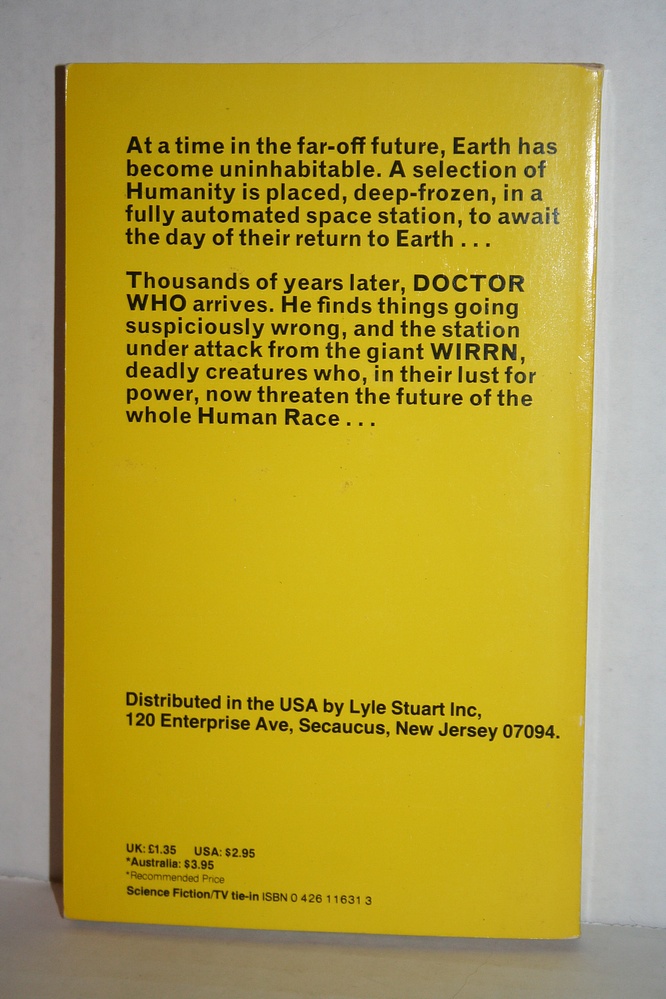 At a time in the far-off future, Earth has
become uninhabitable. A selection of
Humanity is placed, deep-frozen, in a
fully automated space station, to await
the day of their return to Earth . . .
Thousands of years later, DOCTOR
WHO arrives. He finds things going
suspiciously wrong, and the station
under attack from the giant WIRRN,
deadly creatures who, in their lust for
power, now threaten the future of the
whole Human Race . . .
Distributed in the USA by Lyle Stuart Inc,
120 Enterprise Ave, Secaucus, New Jersey 07094.
UK: £1.35 USA: $2.95
*Australia: $3.95
*Recommended Price
Science Fiction/TV tie-in ISBN 0 426 11631 3